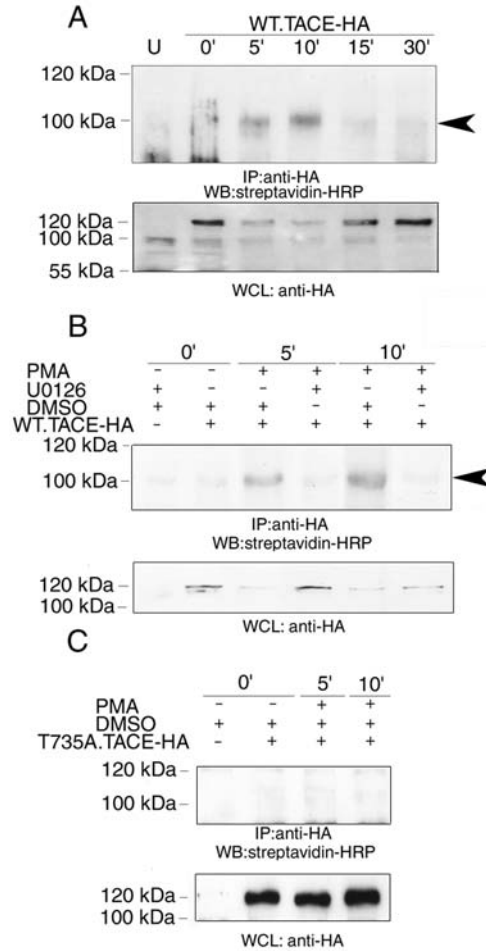 A
WT.TACE-HA
U 0' 5' 10' 15' 30'
120 kDa
100 kDa
IP:anti-HA
WB:streptavidin-HRP
120 kDa
100 kDa
55 kDa
WCL: anti-HA
B
0' 5' 10'
PMA - - + + + +
U0126 + - - + - +
DMSO + + + - + -
WT.TACE-HA - + + + + +
120 kDa
100 kDa
IP:anti-HA
WB:streptavidin-HRP
120 kDa
100 kDa
WCL: anti-HA
C
0' 5' 10'
PMA - - + +
DMSO + + + +
T735A.TACE-HA - + + +
120 kDa
100 kDa
IP:anti-HA
WB:streptavidin-HRP
120 kDa
100 kDa
WCL: anti-HA